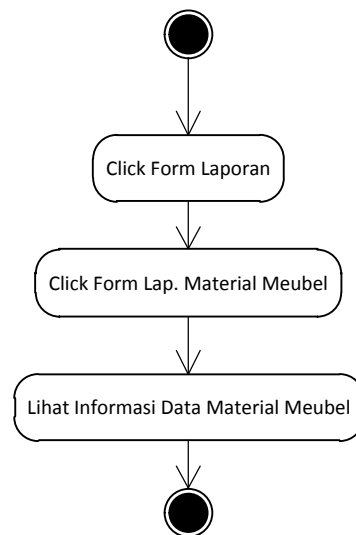 Click Form Laporan
Click Form Lap. Material Meubel
Lihat Informasi Data Material Meubel